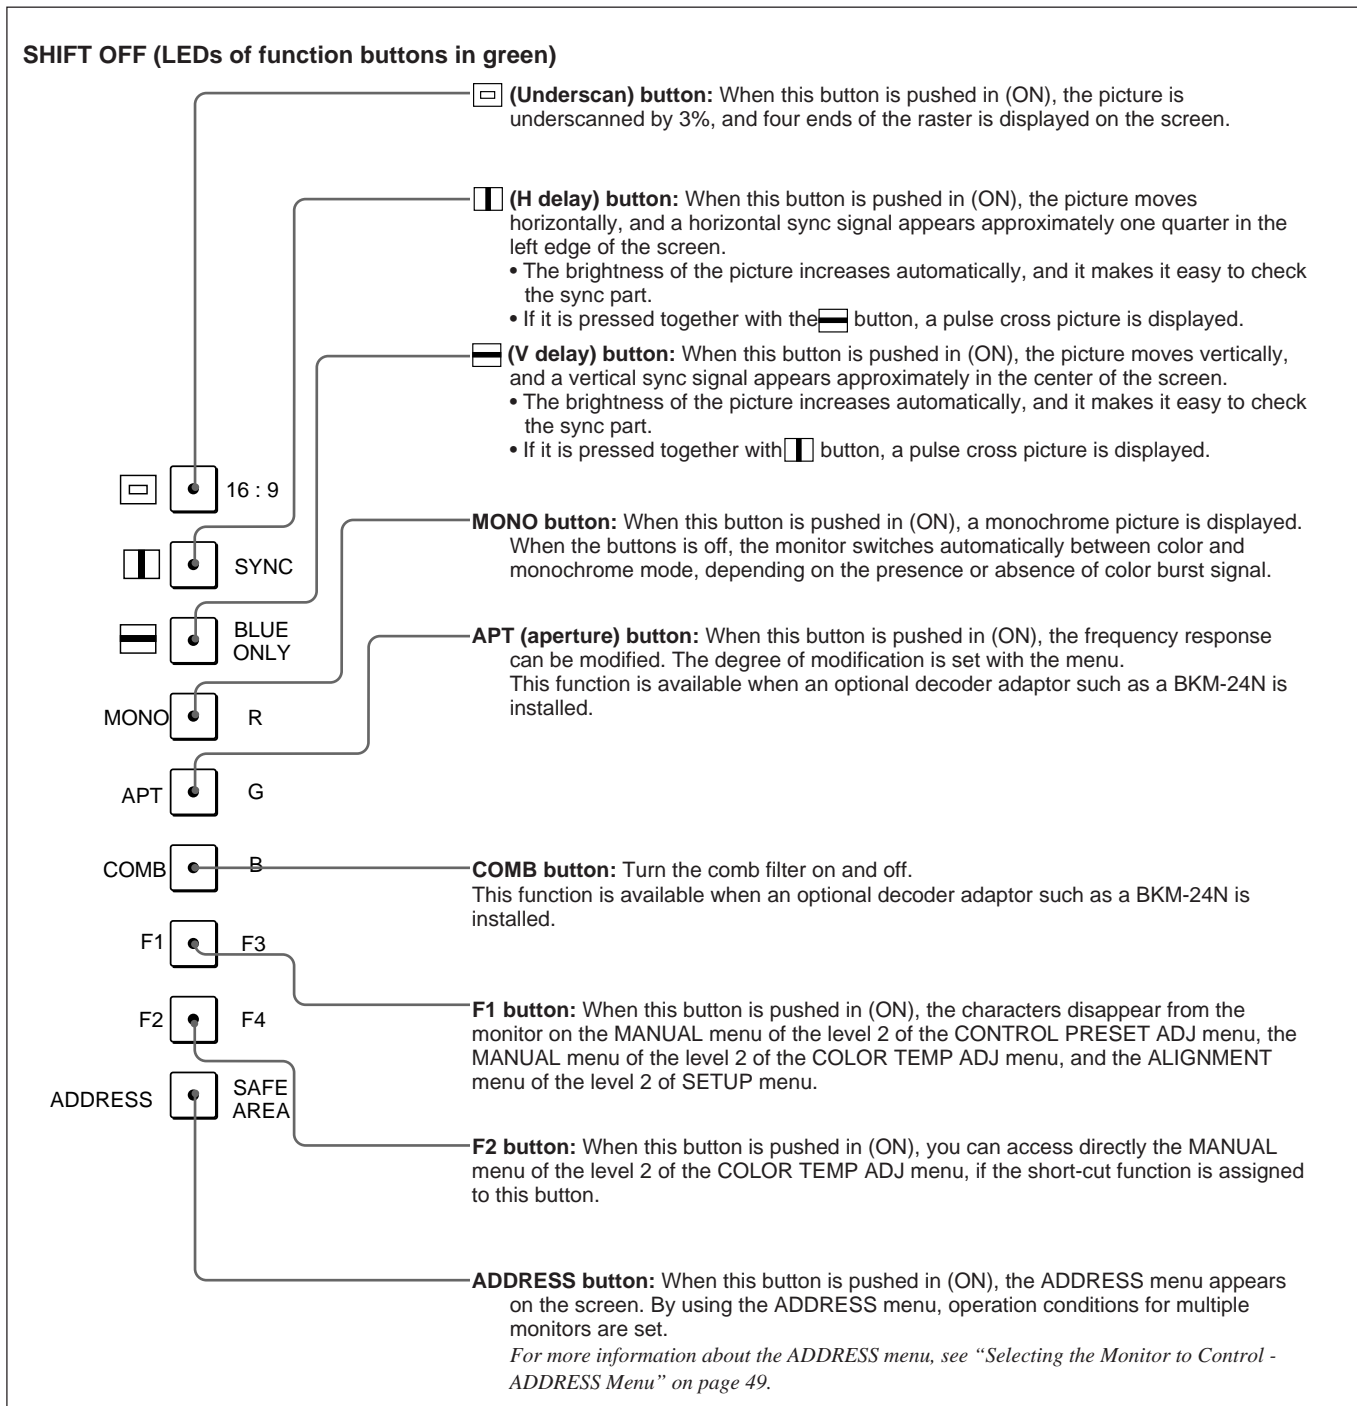 SHIFT OFF (LEDs of function buttons in green)
(Underscan) button: When this button is pushed in (ON), the picture is
underscanned by 3%, and four ends of the raster is displayed on the screen.
(H delay) button: When this button is pushed in (ON), the picture moves
horizontally, and a horizontal sync signal appears approximately one quarter in the
left edge of the screen.
• The brightness of the picture increases automatically, and it makes it easy to check
the sync part.
• If it is pressed together with the button, a pulse cross picture is displayed.
(V delay) button: When this button is pushed in (ON), the picture moves vertically,
and a vertical sync signal appears approximately in the center of the screen.
• The brightness of the picture increases automatically, and it makes it easy to check
the sync part.
• If it is pressed together with button, a pulse cross picture is displayed.
16 : 9
MONO button: When this button is pushed in (ON), a monochrome picture is displayed.
When the buttons is off, the monitor switches automatically between color and
monochrome mode, depending on the presence or absence of color burst signal.
SYNC
BLUE
ONLY
APT (aperture) button: When this button is pushed in (ON), the frequency response
can be modified. The degree of modification is set with the menu.
This function is available when an optional decoder adaptor such as a BKM-24N is
installed.
MONO R
APT G
COMB B
COMB button: Turn the comb filter on and off.
This function is available when an optional decoder adaptor such as a BKM-24N is
installed.
F1 F3
F1 button: When this button is pushed in (ON), the characters disappear from the
monitor on the MANUAL menu of the level 2 of the CONTROL PRESET ADJ menu, the
MANUAL menu of the level 2 of the COLOR TEMP ADJ menu, and the ALIGNMENT
menu of the level 2 of SETUP menu.
F2 F4
ADDRESS SAFE
AREA
F2 button: When this button is pushed in (ON), you can access directly the MANUAL
menu of the level 2 of the COLOR TEMP ADJ menu, if the short-cut function is assigned
to this button.
ADDRESS button: When this button is pushed in (ON), the ADDRESS menu appears
on the screen. By using the ADDRESS menu, operation conditions for multiple
monitors are set.
For more information about the ADDRESS menu, see “Selecting the Monitor to Control -
ADDRESS Menu” on page 49.